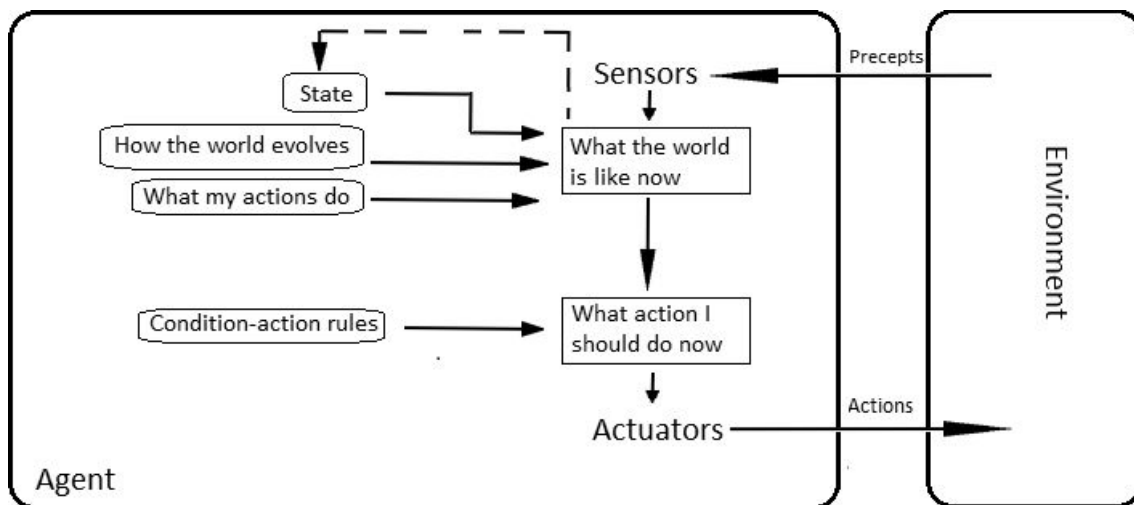 Precepts
Sensors
State
How the world evolves
What my actions do
What the world
is like now
Condition-action rules
What action I
should do now
Actions
Actuators
Agent
Environment